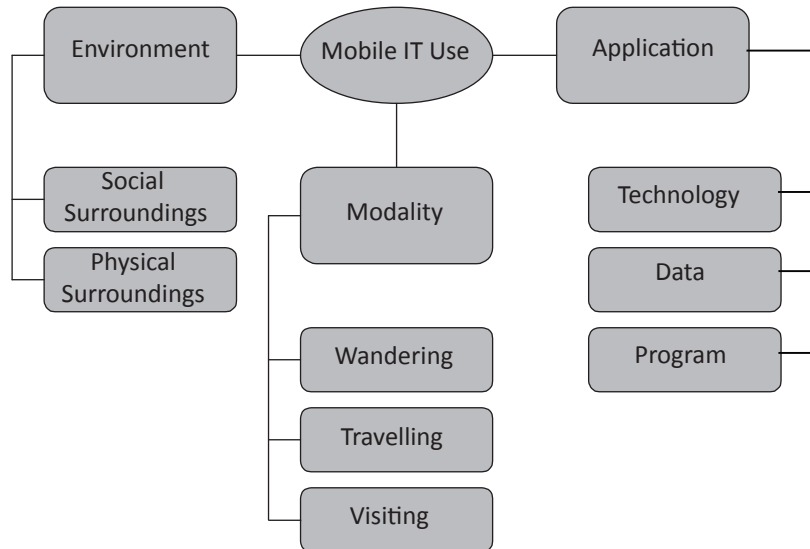 Environment
Mobile IT Use
Application
Social
Surroundings
Physical
Surroundings
Modality
Wandering
Travelling
Visiting
Technology
Data
Program